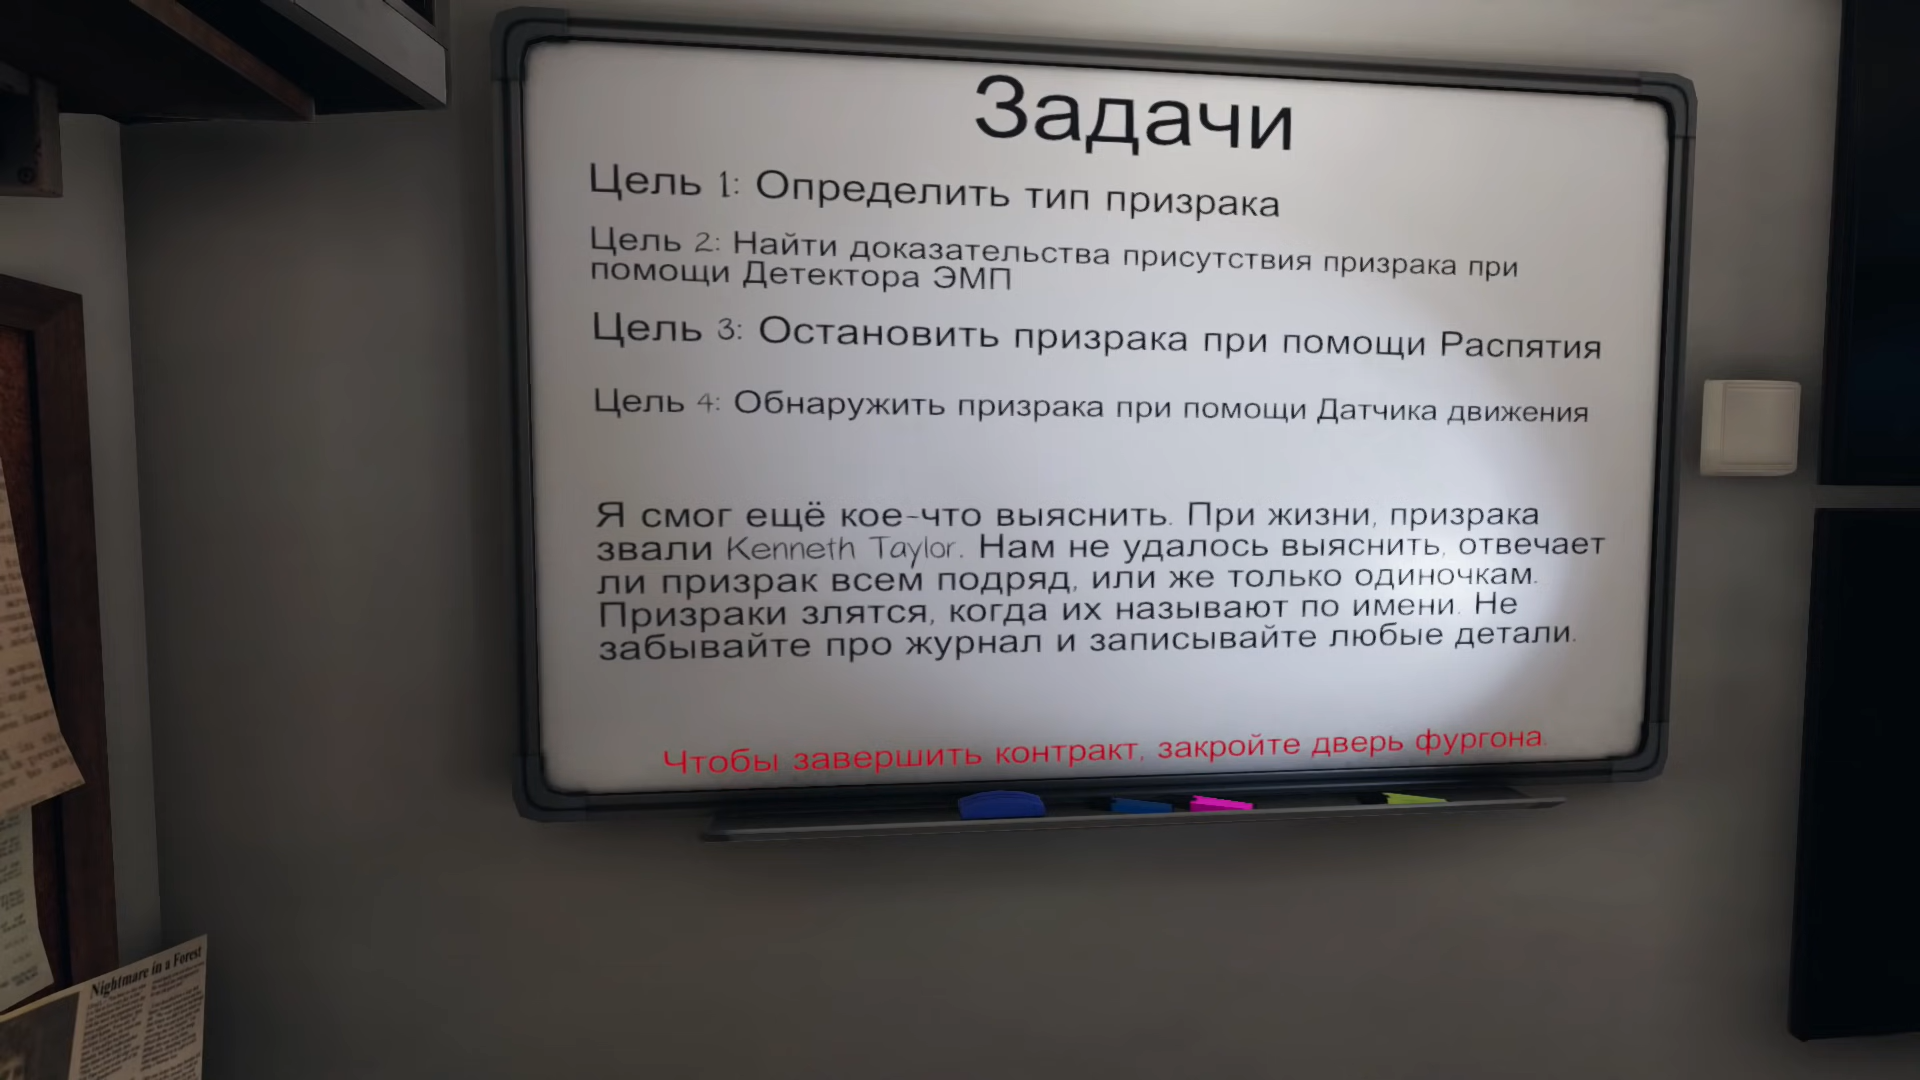 Задачи
Цель 1: Определить тип призрака
Цель 2: Найти доказательства присутствия призрака при
помощи Детектора ЭМП
Цель 3: Остановить призрака при помощи Распятия
Цель 4: Обнаружить призрака при помощи Датчика движения
Я смог ещё кое-что выяснить. При жизни, призрака
звали Kenneth Taylor. Нам не удалось выяснить, отвечает
ли призрак всем подряд, или же только одиночкам.
Призраки злятся, когда их называют по имени. Не
забывайте про журнал и записывайте любые детали.
Чтобы завершить контракт, закройте дверь фургона.
Nightmare in a Forest